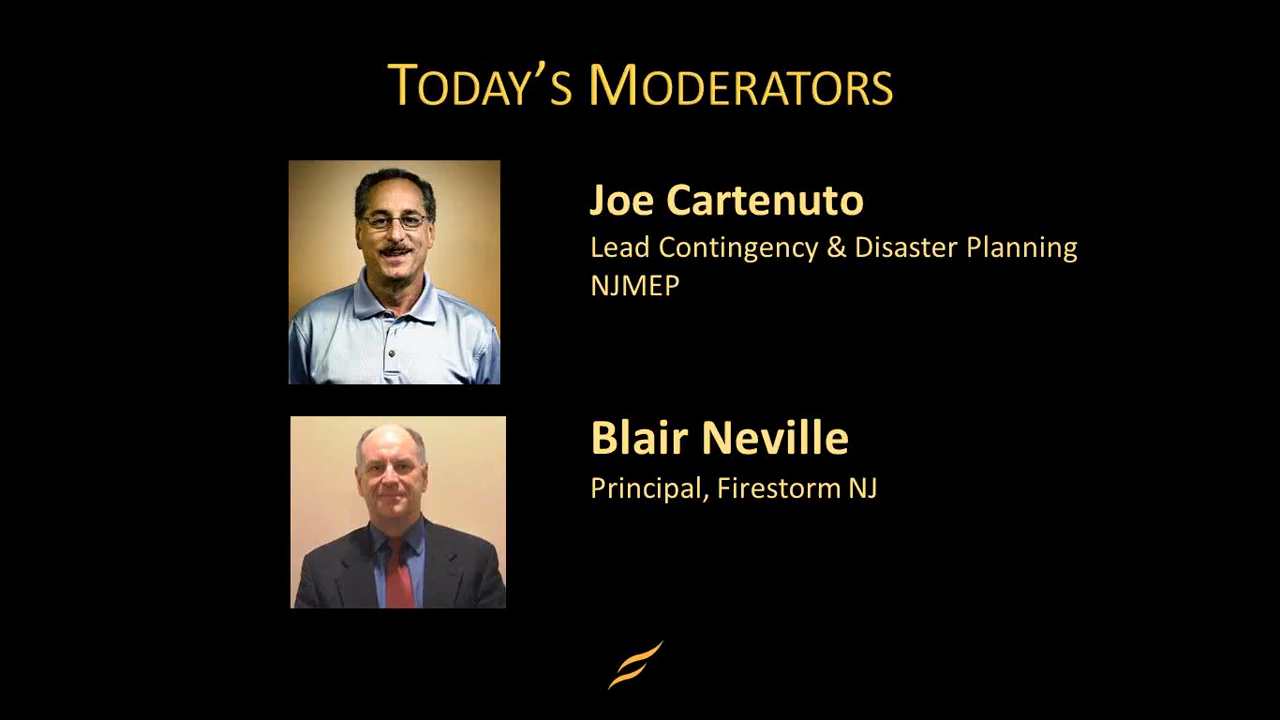 TODAY’S MODERATORS
Joe Cartenuto
Lead Contingency & Disaster Planning
NJMEP
Blair Neville
Principal, Firestorm NJ